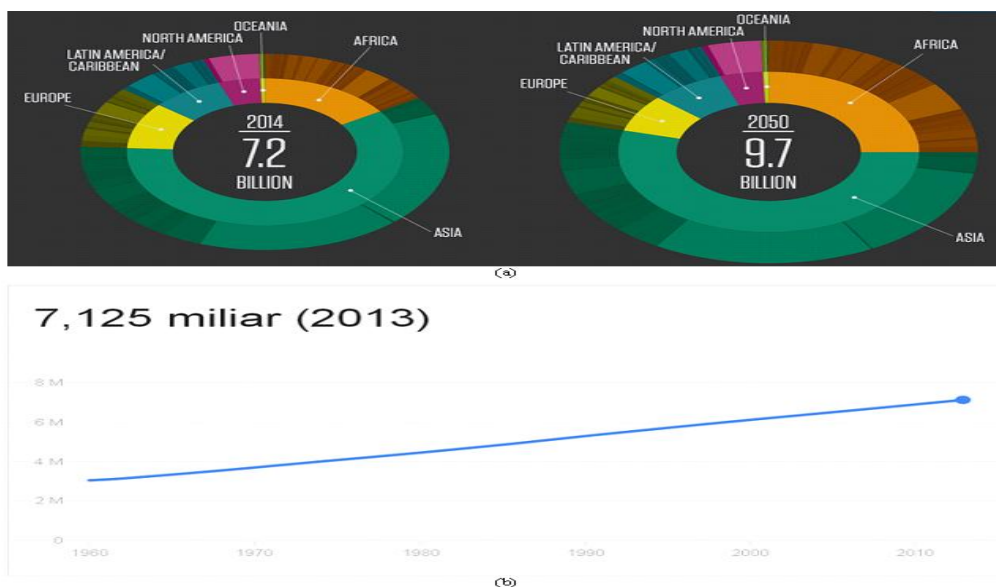 OCEANIA
NORTH AMERICA
AFRICA
LATIN AMERICA/
CARIBBEAN
EUROPE
2014
7.2
BILLION
ASIA
OCEANIA
NORTH AMERICA
AFRICA
LATIN AMERICA/
CARIBBEAN
EUROPE
2050
9.7
BILLION
ASIA
(a)
7,125 miliar (2013)
8 M
6 M
4 M
2 M
0
1960 1970 1980 1990 2000 2010
(b)